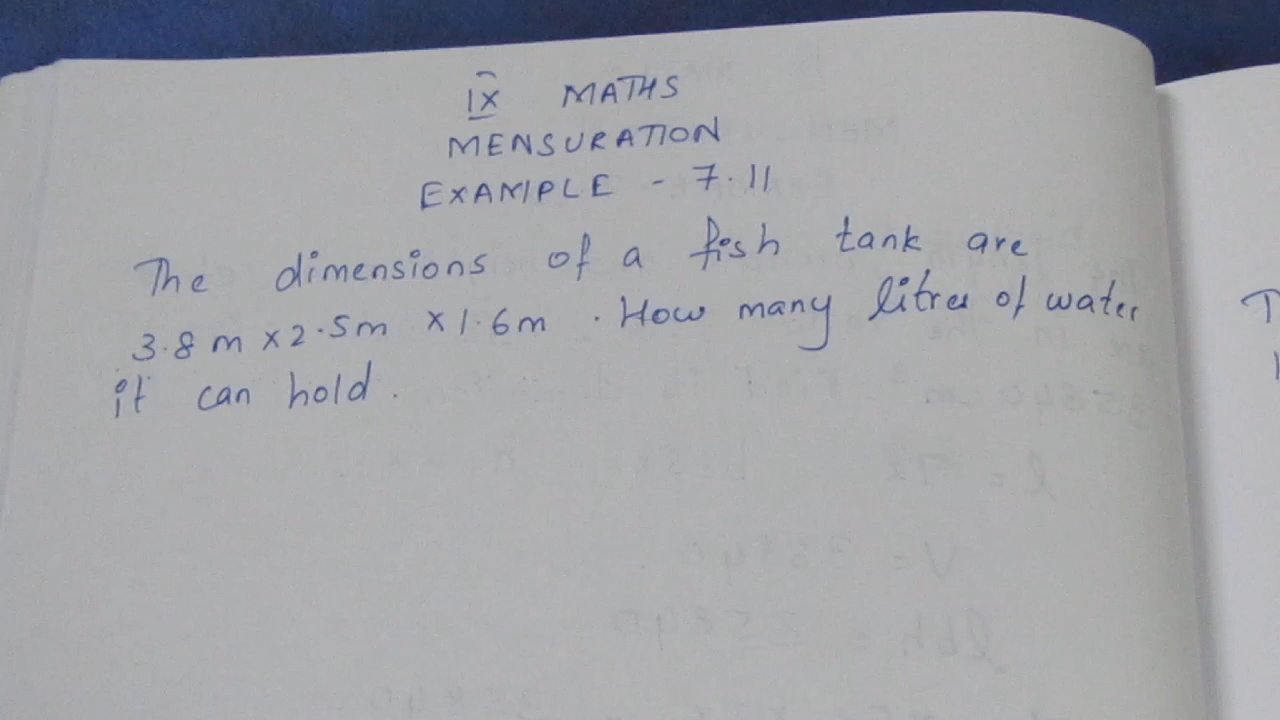 IX MATHS
MENSURATION
EXAMPLE - 7.11
The dimensions of a fish tank are
3.8 m x 2.5m x 1.6m. How many litres of water
it can hold.